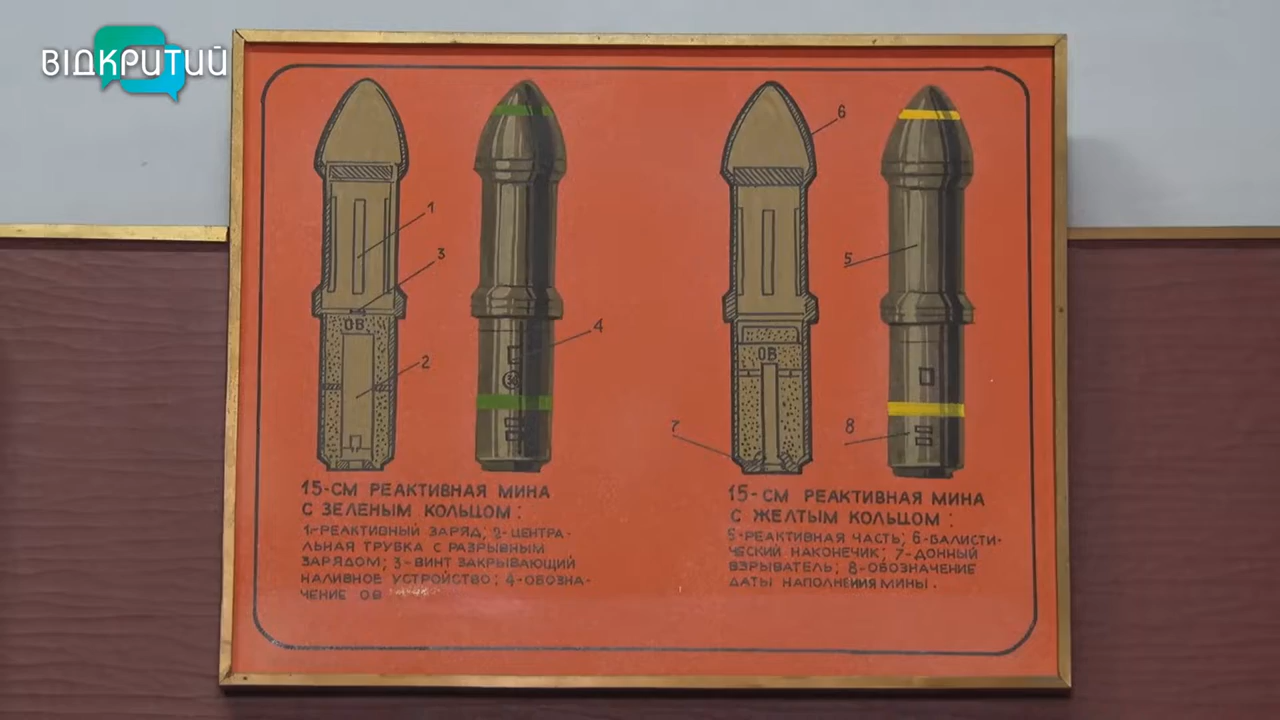 ВІДКРИТИЙ
1
3
ОВ
4
2
6
5
ОВ
7
8
15-СМ РЕАКТИВНАЯ МИНА
С ЗЕЛЕНЫМ КОЛЬЦОМ:
1-РЕАКТИВНЫЙ ЗАРЯД; 2-ЦЕНТРА-
ЛЬНАЯ ТРУБКА С РАЗРЫВНЫМ
ЗАРЯДОМ; 3-ВИНТ ЗАКРЫВАЮЩИЙ
НАЛИВНОЕ УСТРОЙСТВО; 4-ОБОЗНА-
ЧЕНИЕ ОВ
15-СМ РЕАКТИВНАЯ МИНА
С ЖЕЛТЫМ КОЛЬЦОМ:
5-РЕАКТИВНАЯ ЧАСТЬ; 6-БАЛИСТИ-
ЧЕСКИЙ НАКОНЕЧИК; 7-ДОННЫЙ
ВЗРЫВАТЕЛЬ; 8-ОБОЗНАЧЕНИЕ
ДАТЫ НАПОЛНЕНИЯ МИНЫ.